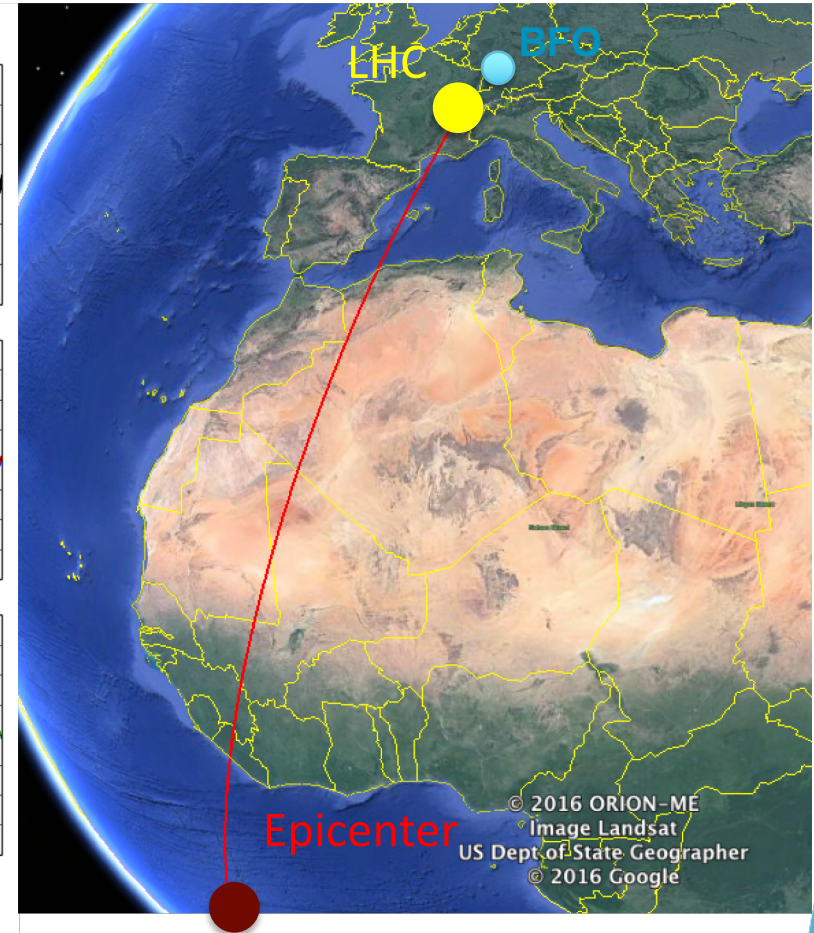 BFO
LHC
Epicenter
© 2016 ORION-ME
Image Landsat
US Dept of State Geographer
© 2016 Google